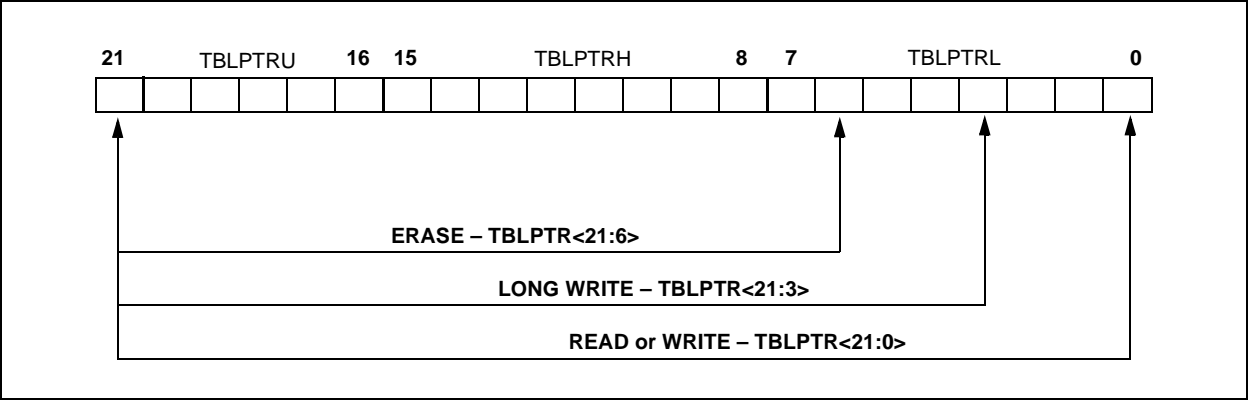 21 TBLPTRU 16 15 TBLPTRH 8 7 TBLPTRL 0
ERASE – TBLPTR<21:6>
LONG WRITE – TBLPTR<21:3>
READ or WRITE – TBLPTR<21:0>